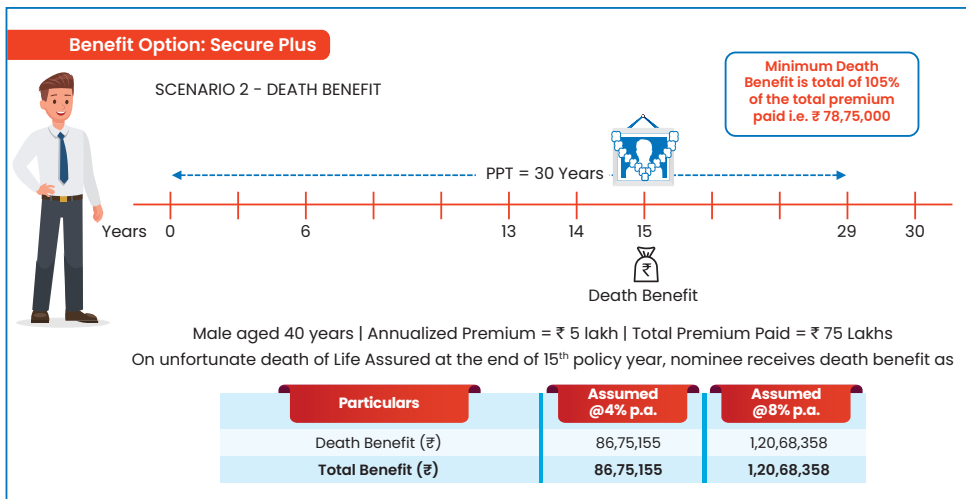 Benefit Option: Secure Plus
SCENARIO 2 - DEATH BENEFIT
Minimum Death
Benefit is total of 105%
of the total premium
paid i.e. ₹ 78,75,000
PPT = 30 Years
Years 0 6 13 14 15 29 30
₹
Death Benefit
Male aged 40 years | Annualized Premium = ₹ 5 lakh | Total Premium Paid = ₹ 75 Lakhs
On unfortunate death of Life Assured at the end of 15th policy year, nominee receives death benefit as
Particulars Assumed @4% p.a. Assumed @8% p.a.
Death Benefit (₹) 86,75,155 1,20,68,358
Total Benefit (₹) 86,75,155 1,20,68,358